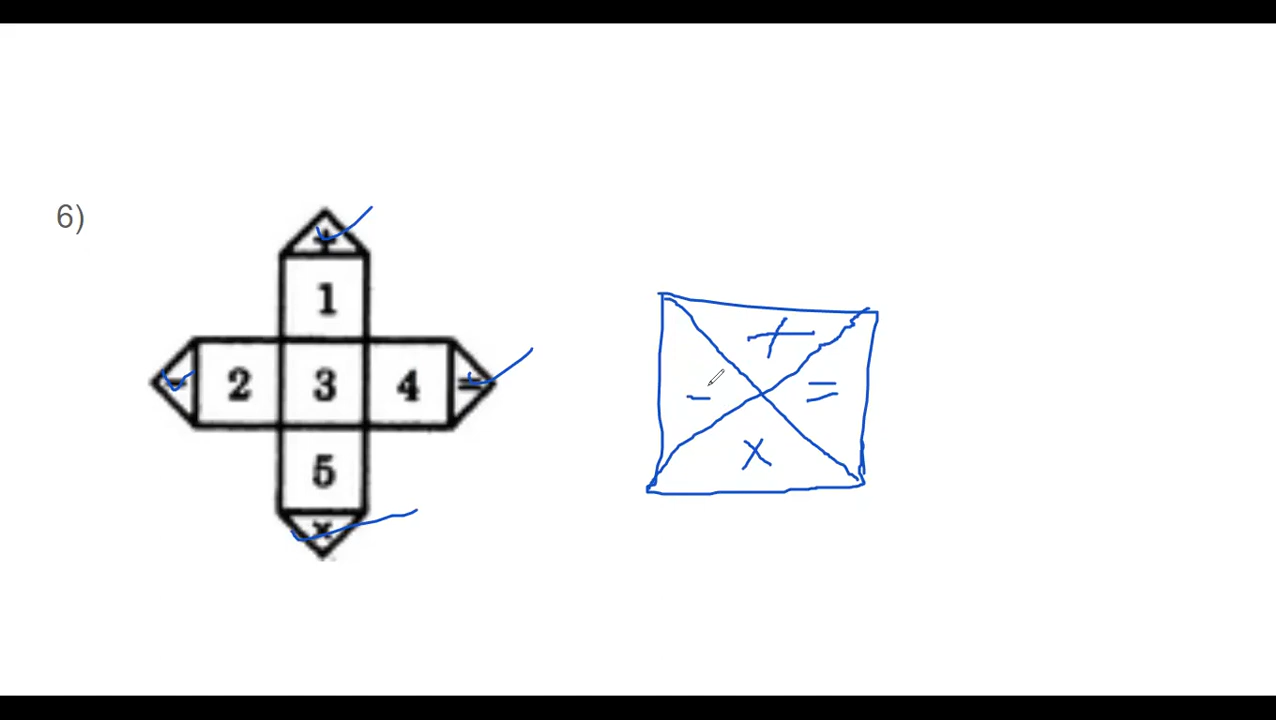 6)
+
1
- 2 3 4 =
5
x
+
- =
x